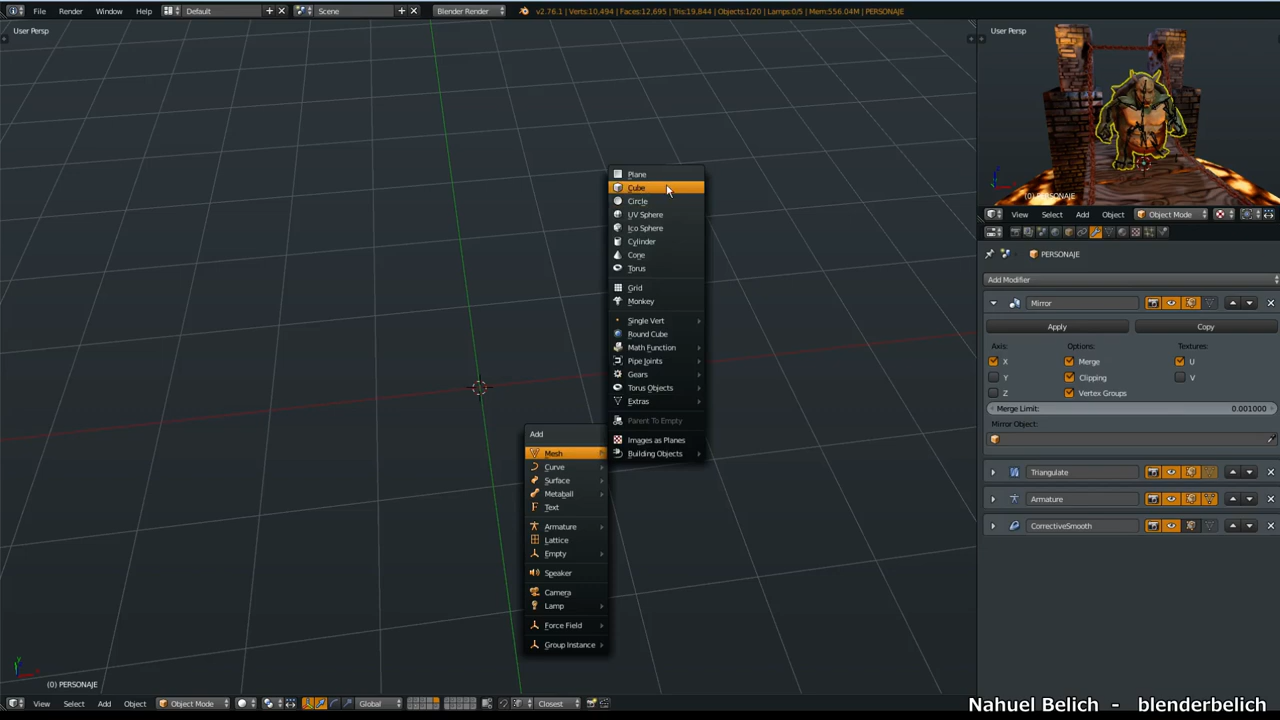 File Render Window Help Default Scene Blender Render v2.76.1 | Verts:10,494 | Faces:12,695 | Tris:19,844 | Objects:1/20 | Lamps:0/5 | Mem:556.04M | PERSONAJE
User Persp
User Persp
(0) PERSONAJE
View Select Add Object Object Mode
PERSONAJE
Add Modifier
Mirror
Apply Copy
Axis: Options: Textures:
X Merge U
Y Clipping V
Z Vertex Groups
Merge Limit: 0.001000
Mirror Object:
Triangulate
Armature
CorrectiveSmooth
Plane
Cube
Circle
UV Sphere
Ico Sphere
Cylinder
Cone
Torus
Grid
Monkey
Single Vert
Round Cube
Math Function
Pipe Joints
Gears
Torus Objects
Extras
Parent To Empty
Images as Planes
Building Objects
Add
Mesh
Curve
Surface
Metaball
Text
Armature
Lattice
Empty
Speaker
Camera
Lamp
Force Field
Group Instance
(0) PERSONAJE
View Select Add Object Object Mode Global Closest
Nahuel Belich - blenderbelich